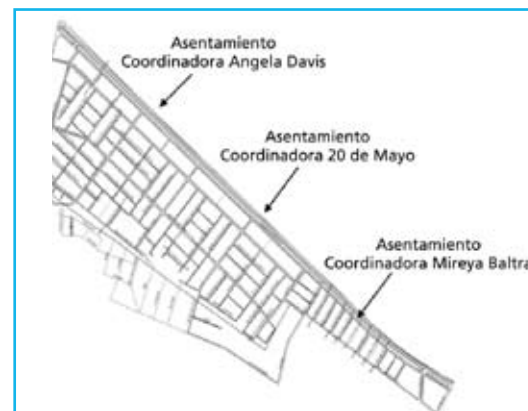 Asentamiento
Coordinadora Angela Davis
Asentamiento
Coordinadora 20 de Mayo
Asentamiento
Coordinadora Mireya Baltra